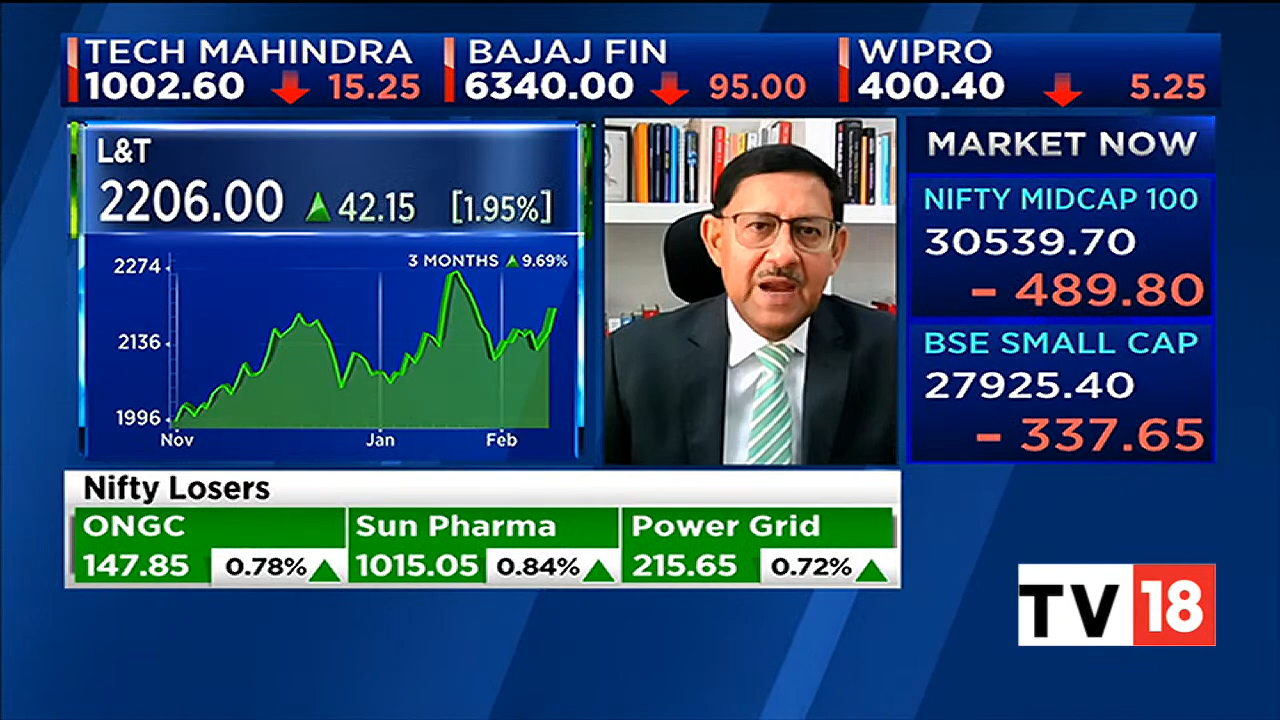 TECH MAHINDRA
1002.60 15.25
BAJAJ FIN
6340.00 95.00
WIPRO
400.40 5.25
L&T
2206.00 42.15 [1.95%]
3 MONTHS 9.69%
2274
2136
1996
Nov Jan Feb
MARKET NOW
NIFTY MIDCAP 100
30539.70
- 489.80
BSE SMALL CAP
27925.40
- 337.65
Nifty Losers
ONGC
147.85 0.78%
Sun Pharma
1015.05 0.84%
Power Grid
215.65 0.72%
TV 18